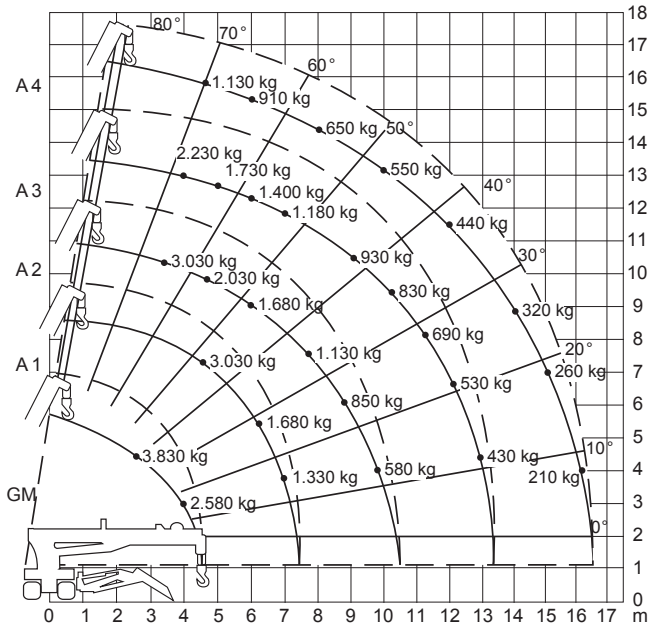 18
80°
70°
17
60°
16
A4
1.130 kg
910 kg
15
650 kg
50°
14
2.230 kg
550 kg
13
1.730 kg
A3
1.400 kg
40°
12
1.180 kg
440 kg
11
930 kg
30°
A2
3.030 kg
10
2.030 kg
830 kg
1.680 kg
320 kg
9
690 kg
8
1.130 kg
20°
A1
3.030 kg
260 kg
7
530 kg
850 kg
6
1.680 kg
5
3.830 kg
430 kg
10°
580 kg
4
1.330 kg
210 kg
GM
2.580 kg
3
0°
2
1
0
0 1 2 3 4 5 6 7 8 9 10 11 12 13 14 15 16 17 m